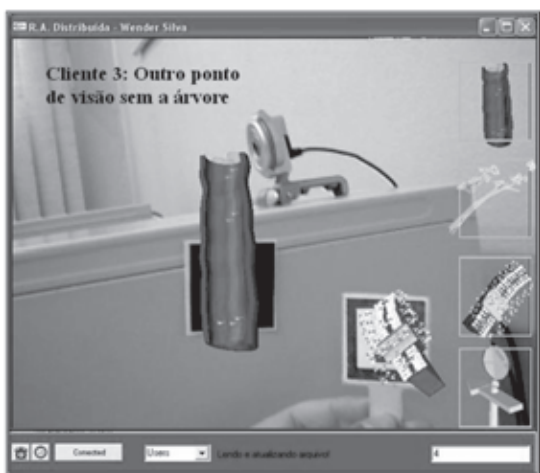 R.A. Distribuída - Wender Silva
Cliente 3: Outro ponto
de visão sem a árvore
Conected
Users
Lendo e atualizando arquivo!
4